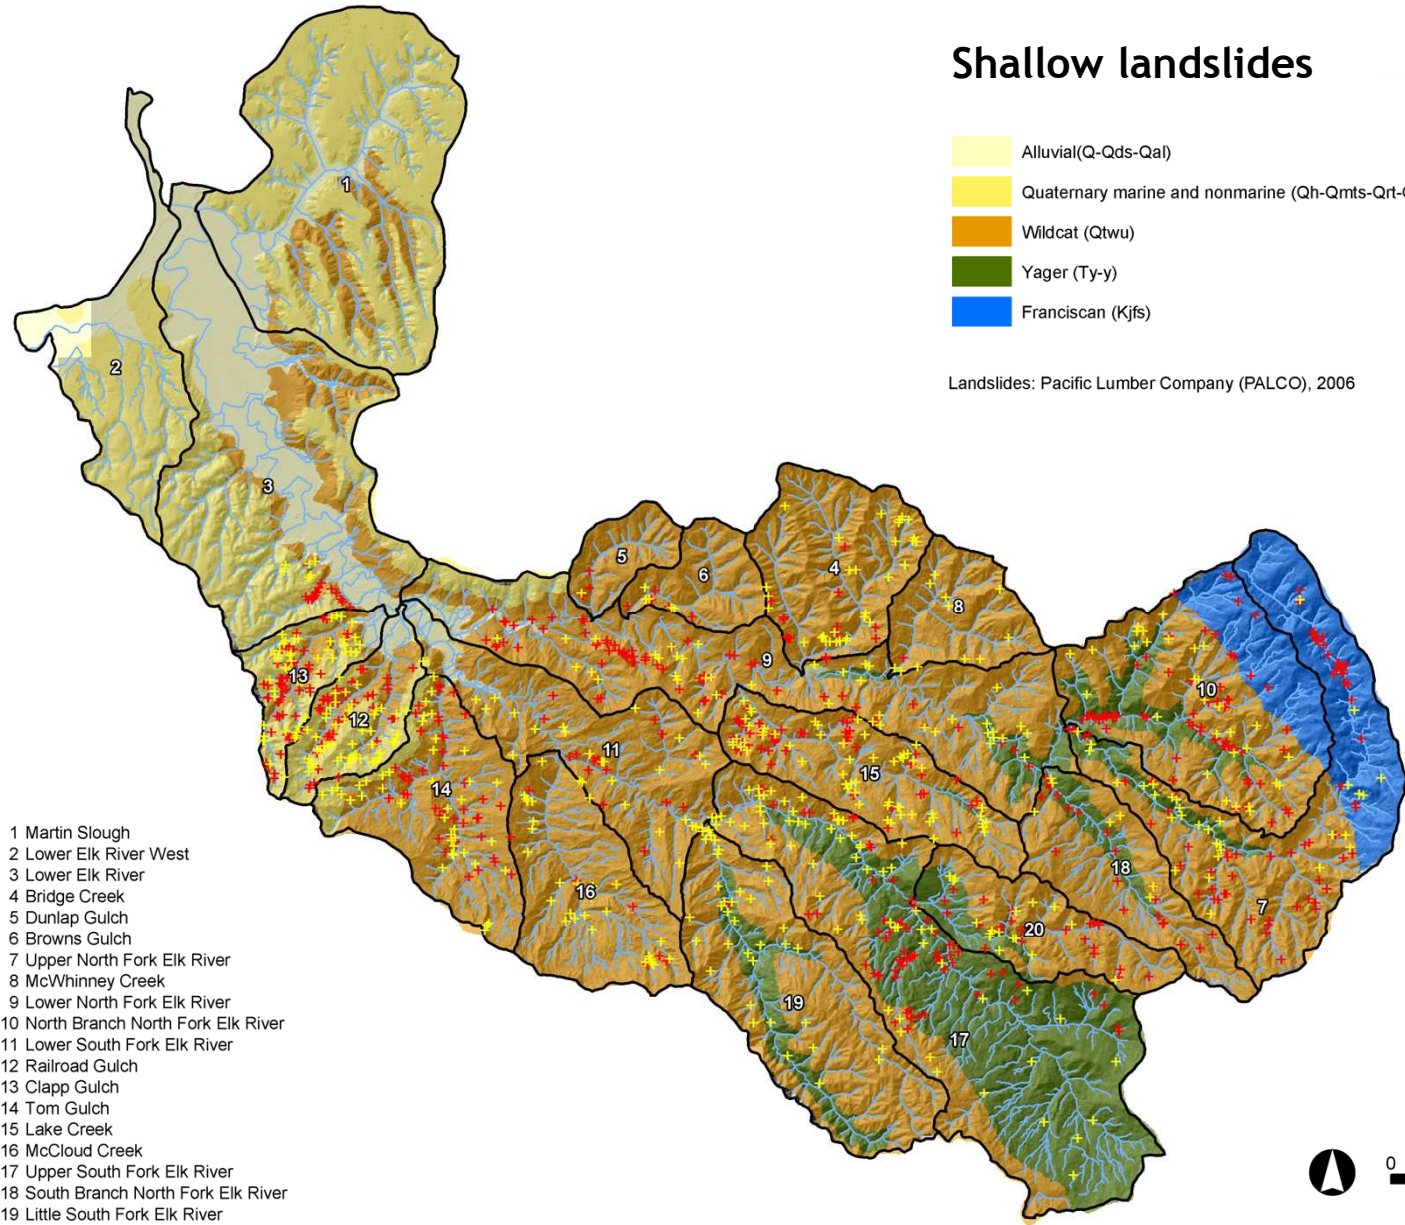 Shallow landslides
Alluvial(Q-Qds-Qal)
Quaternary marine and nonmarine (Qh-Qmts-Qrt-
Wildcat (Qtwu)
Yager (Ty-y)
Franciscan (Kjfs)
Landslides: Pacific Lumber Company (PALCO), 2006
1
2
3
5
6
4
8
9
10
13
12
11
15
14
18
16
7
20
19
17
1 Martin Slough
2 Lower Elk River West
3 Lower Elk River
4 Bridge Creek
5 Dunlap Gulch
6 Browns Gulch
7 Upper North Fork Elk River
8 McWhinney Creek
9 Lower North Fork Elk River
10 North Branch North Fork Elk River
11 Lower South Fork Elk River
12 Railroad Gulch
13 Clapp Gulch
14 Tom Gulch
15 Lake Creek
16 McCloud Creek
17 Upper South Fork Elk River
18 South Branch North Fork Elk River
19 Little South Fork Elk River
0